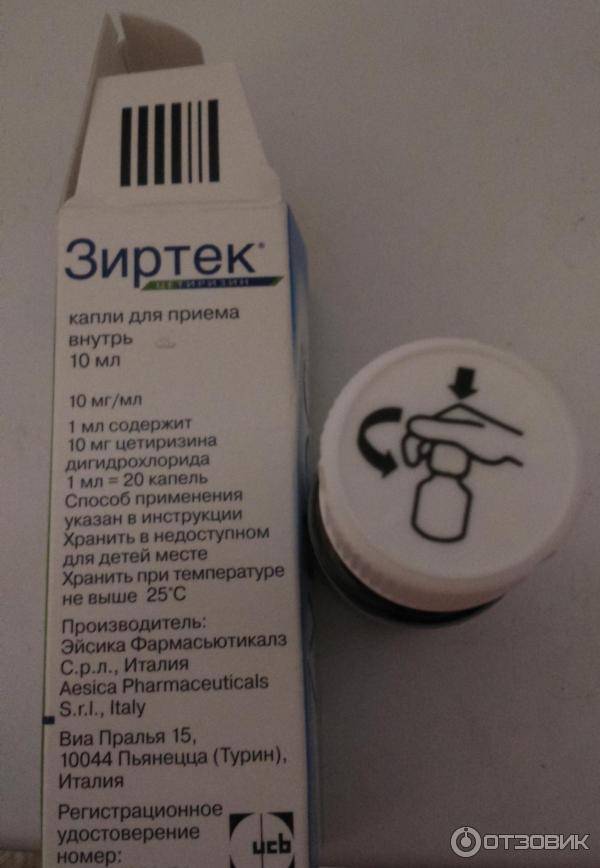 Зиртек®
ЦЕТИРИЗИН
капли для приема
внутрь
10 мл
10 мг/мл
1 мл содержит
10 мг цетиризина
дигидрохлорида
1 мл = 20 капель
Способ применения
указан в инструкции
Хранить в недоступном
для детей месте
Хранить при температуре
не выше 25°С
Производитель:
Эйсика Фармасьютикалз
С.р.л., Италия
Aesica Pharmaceuticals
S.r.l., Italy
Виа Пралья 15,
10044 Пьянецца (Турин),
Италия
Регистрационное
удостоверение
номер:
ucb
ОТЗОВИК